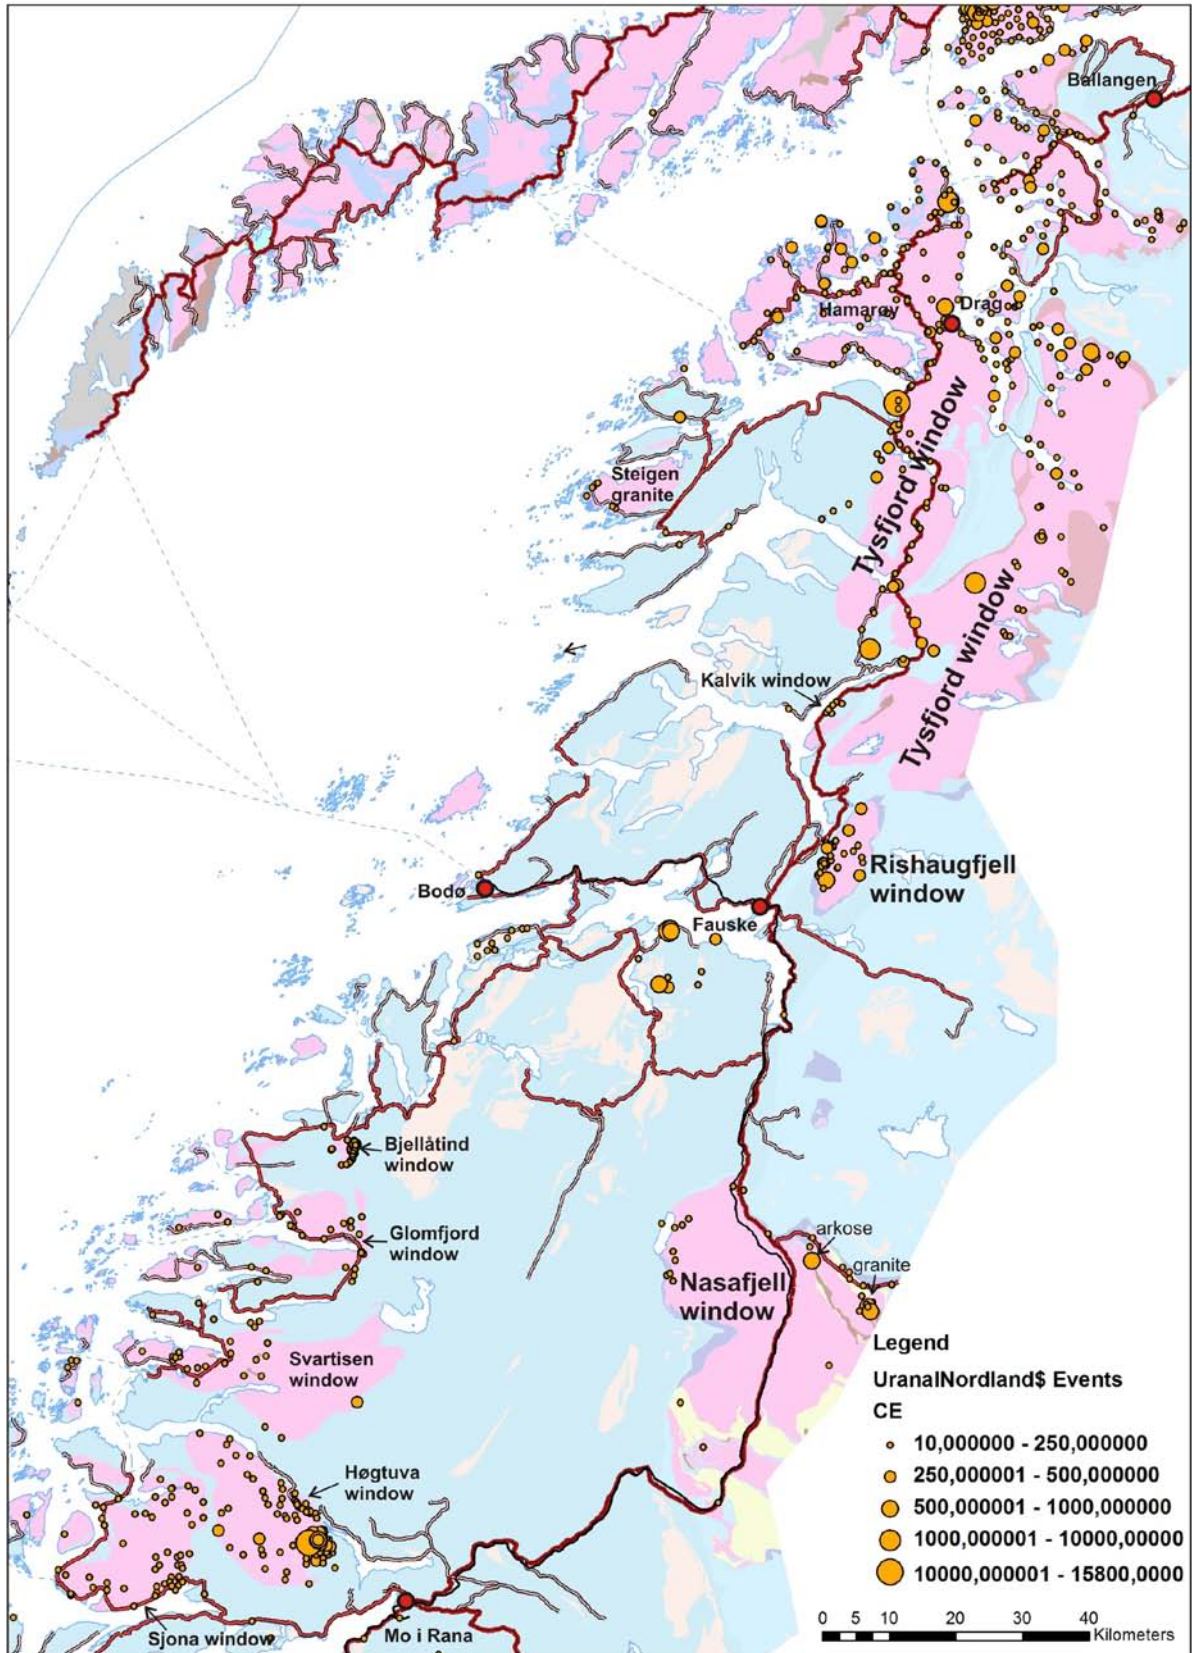 Ballangen
Drag
Hamarøy
Tysfjord window
Steigen
granite
Tysfjord window
Kalvik window
Rishaugfjell
window
Bodø
Fauske
Bjellåtind
window
Glomfjord
window
arkose
granite
Nasafjell
window
Svartisen
window
Høgtuva
window
Sjona window
Mo i Rana
Legend
UranalNordland$ Events
CE
10,000000 - 250,000000
250,000001 - 500,000000
500,000001 - 1000,000000
1000,000001 - 10000,00000
10000,000001 - 15800,0000
0 5 10 20 30 40
Kilometers